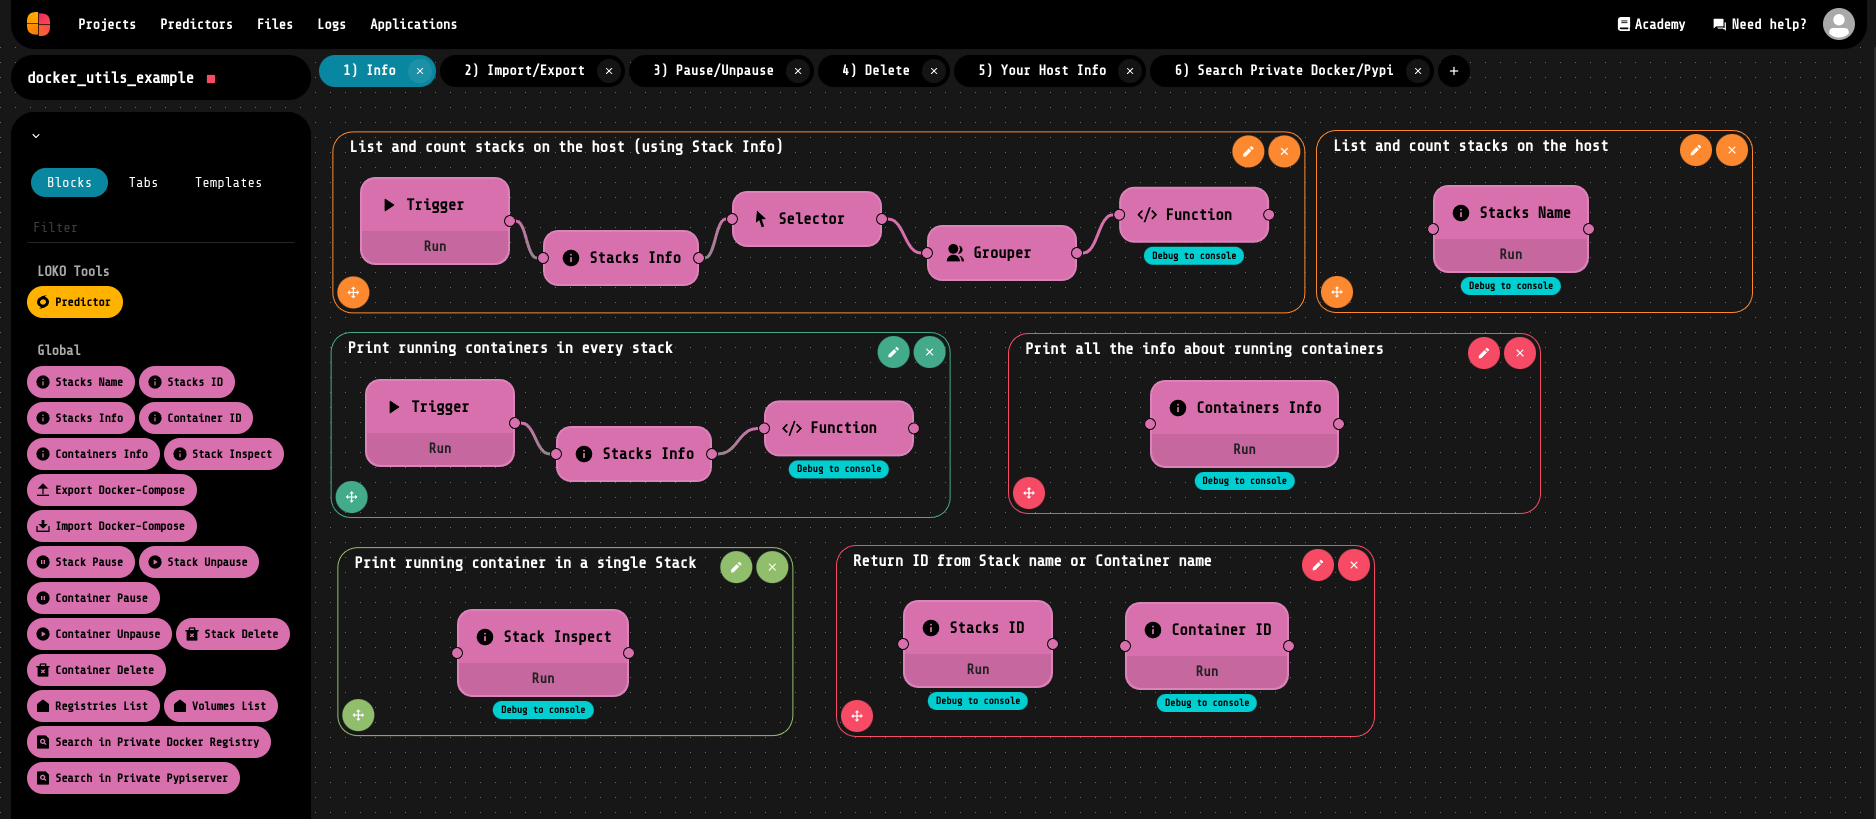 Projects Predictors Files Logs Applications Academy Need help?
docker_utils_example
1) Info 2) Import/Export 3) Pause/Unpause 4) Delete 5) Your Host Info 6) Search Private Docker/Pypi
Blocks Tabs Templates
Filter
LOKO Tools
Predictor
Global
Stacks Name Stacks ID
Stacks Info Container ID
Containers Info Stack Inspect
Export Docker-Compose
Import Docker-Compose
Stack Pause Stack Unpause
Container Pause
Container Unpause Stack Delete
Container Delete
Registries List Volumes List
Search in Private Docker Registry
Search in Private Pypiserver
List and count stacks on the host (using Stack Info)
Trigger
Run
Stacks Info
Selector
Grouper
</> Function
Debug to console
List and count stacks on the host
Stacks Name
Run
Debug to console
Print running containers in every stack
Trigger
Run
Stacks Info
</> Function
Debug to console
Print all the info about running containers
Containers Info
Run
Debug to console
Print running container in a single Stack
Stack Inspect
Run
Debug to console
Return ID from Stack name or Container name
Stacks ID
Run
Debug to console
Container ID
Run
Debug to console